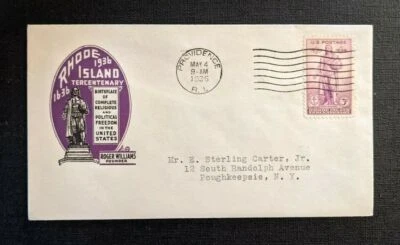 RHODE ISLAND
1636 1936
TERCENTENARY
BIRTHPLACE
OF
COMPLETE
RELIGIOUS
AND
POLITICAL
FREEDOM
IN THE
UNITED
STATES
ROGER WILLIAMS
FOUNDER
PROVIDENCE
MAY 4
9-AM
1936
R. I.
U.S. POSTAGE
3¢
Mr. E. Sterling Carter, Jr.
12 South Randolph Avenue
Poughkeepsie, N. Y.